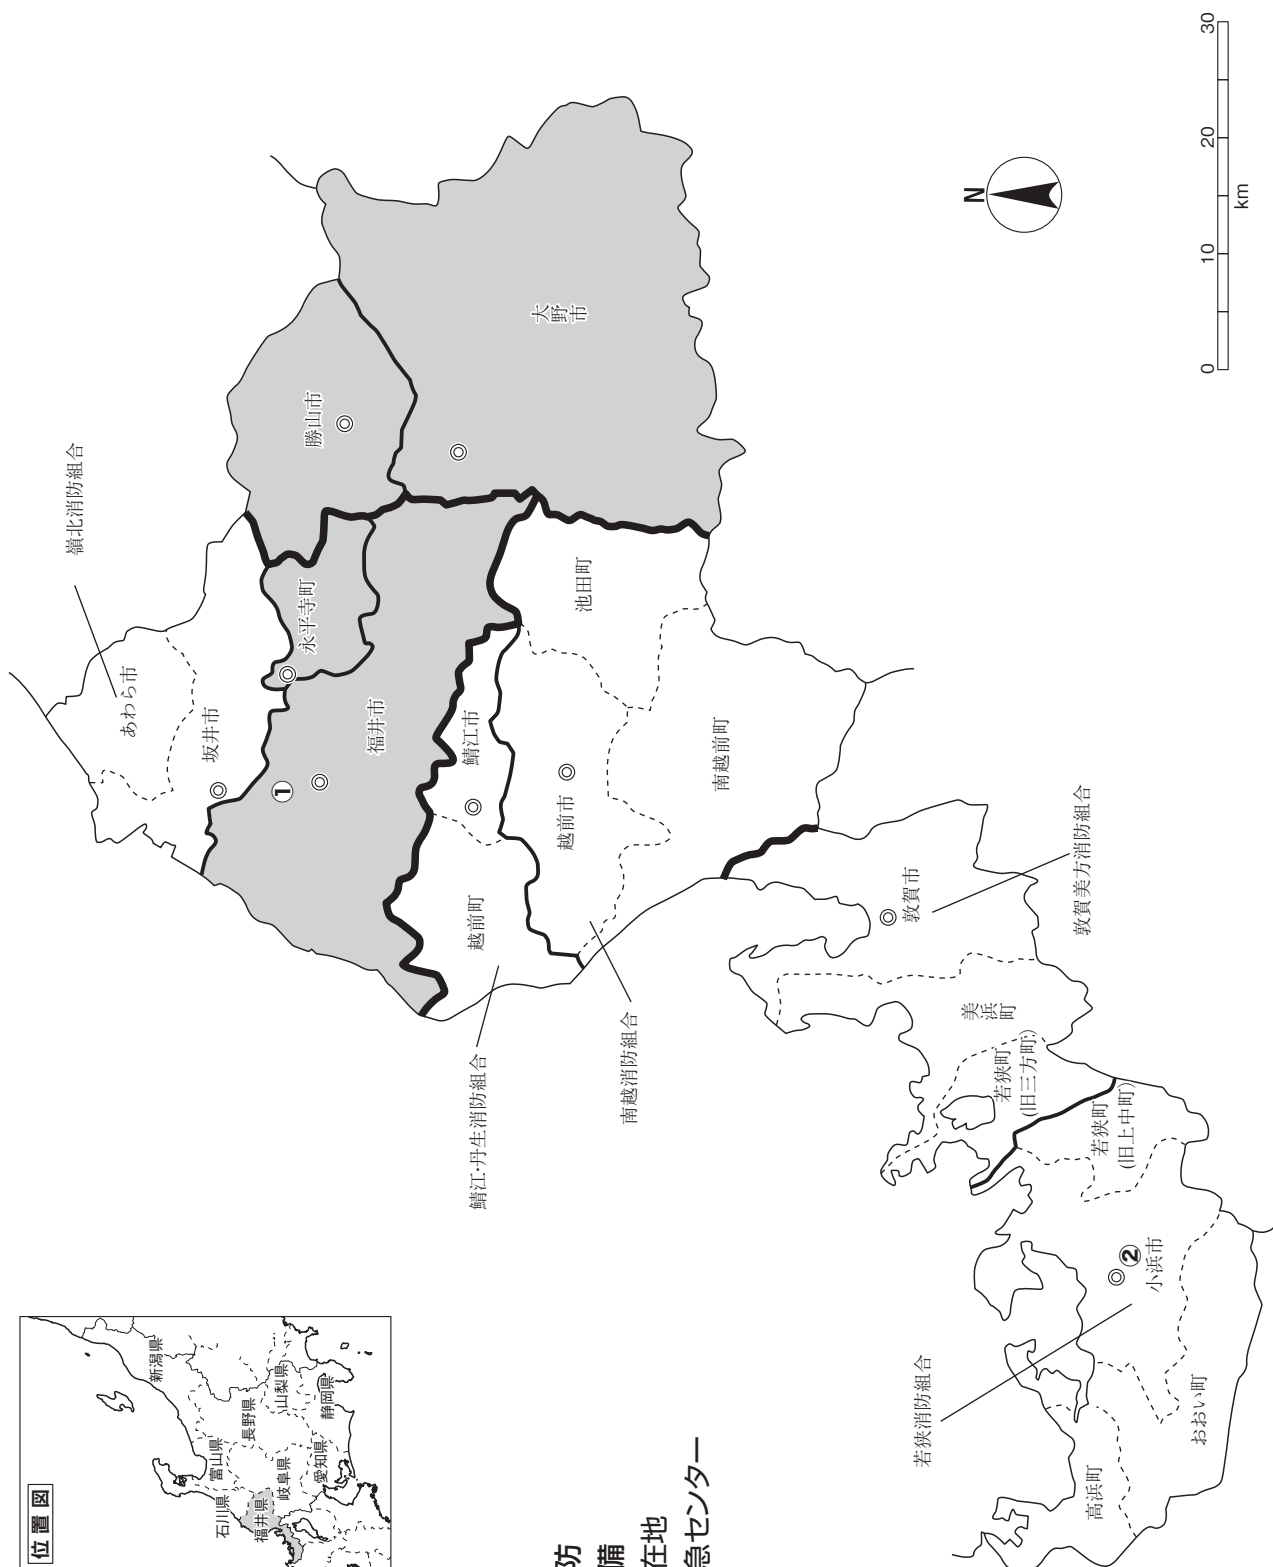 位置図
新潟県
富山県
石川県
長野県
福井県
岐阜県
山梨県
愛知県
静岡県
防
備
在地
急センター
嶺北消防組合
あわら市
坂井市
永平寺町
勝山市
大野市
①
福井市
鯖江市
池田町
越前市
越前町
南越前町
鯖江・丹生消防組合
南越消防組合
敦賀市
敦賀美方消防組合
美浜町
若狭町
(旧三方町)
若狭町
(旧上中町)
②
小浜市
若狭消防組合
おおい町
高浜町
N
0 10 20 30
km